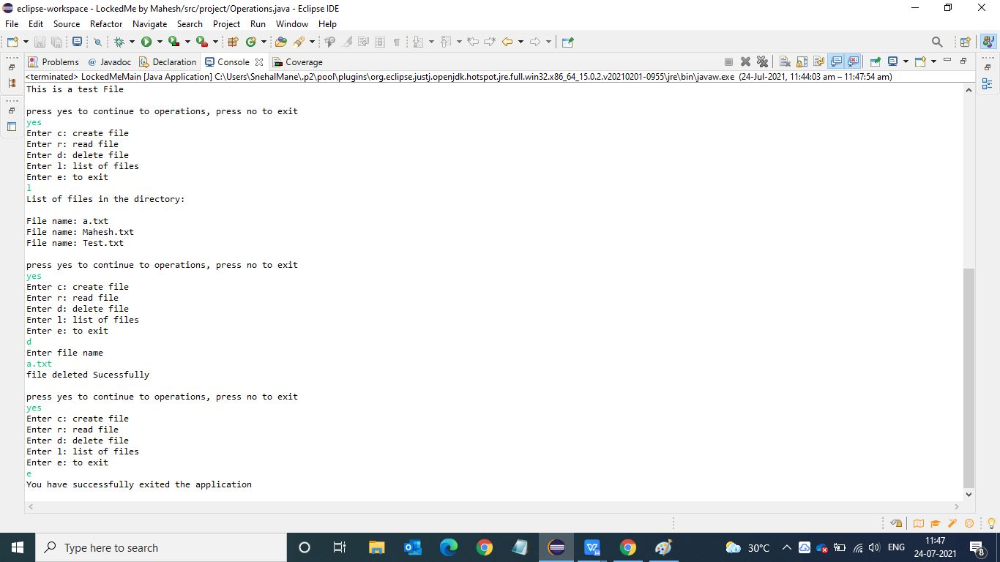 eclipse-workspace - LockedMe by Mahesh/src/project/Operations.java - Eclipse IDE
File Edit Source Refactor Navigate Search Project Run Window Help
Problems @ Javadoc Declaration Console Coverage
<terminated> LockedMeMain [Java Application] C:\Users\SnehalMane\.p2\pool\plugins\org.eclipse.justj.openjdk.hotspot.jre.full.win32.x86_64_15.0.2.v20210201-0955\jre\bin\javaw.exe (24-Jul-2021, 11:44:03 am – 11:47:54 am)
This is a test File
press yes to continue to operations, press no to exit
yes
Enter c: create file
Enter r: read file
Enter d: delete file
Enter l: list of files
Enter e: to exit
l
List of files in the directory:
File name: a.txt
File name: Mahesh.txt
File name: Test.txt
press yes to continue to operations, press no to exit
yes
Enter c: create file
Enter r: read file
Enter d: delete file
Enter l: list of files
Enter e: to exit
d
Enter file name
a.txt
file deleted Sucessfully
press yes to continue to operations, press no to exit
yes
Enter c: create file
Enter r: read file
Enter d: delete file
Enter l: list of files
Enter e: to exit
e
You have successfully exited the application
Type here to search
30°C
ENG
11:47
24-07-2021
8